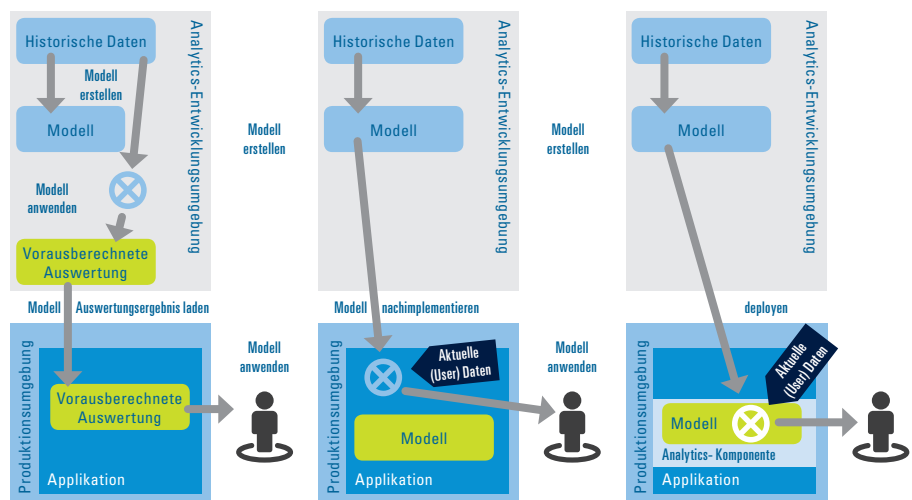 Historische Daten
Modell
erstellen
Modell
Modell
anwenden
Vorausberechnete
Auswertung
Analytics-Entwicklungsumgebung
Modell
Auswertungsergebnis laden
Produktionsumgebung
Vorausberechnete
Auswertung
Applikation
Modell
anwenden
Modell
erstellen
Historische Daten
Modell
Analytics-Entwicklungsumgebung
Modell
nachimplementieren
Produktionsumgebung
Aktuelle
(User) Daten
Modell
Applikation
Modell
anwenden
Modell
erstellen
Historische Daten
Modell
Analytics-Entwicklungsumgebung
deployen
Produktionsumgebung
Aktuelle
(User) Daten
Modell
Analytics- Komponente
Applikation